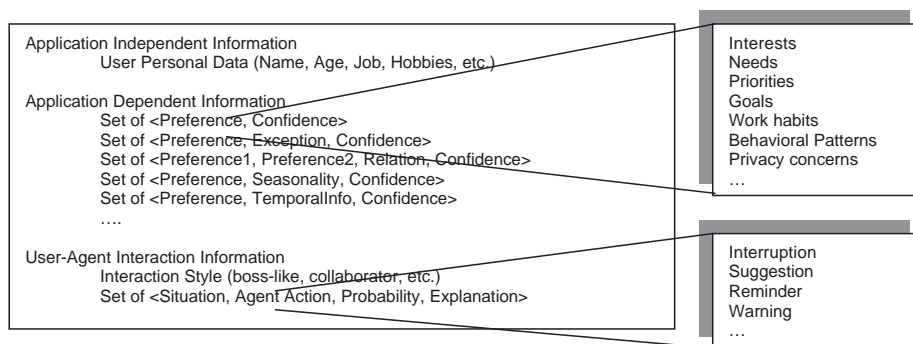 Application Independent Information
User Personal Data (Name, Age, Job, Hobbies, etc.)
Application Dependent Information
Set of <Preference, Confidence>
Set of <Preference, Exception, Confidence>
Set of <Preference1, Preference2, Relation, Confidence>
Set of <Preference, Seasonality, Confidence>
Set of <Preference, TemporalInfo, Confidence>
….
User-Agent Interaction Information
Interaction Style (boss-like, collaborator, etc.)
Set of <Situation, Agent Action, Probability, Explanation>
Interests
Needs
Priorities
Goals
Work habits
Behavioral Patterns
Privacy concerns
…
Interruption
Suggestion
Reminder
Warning
…